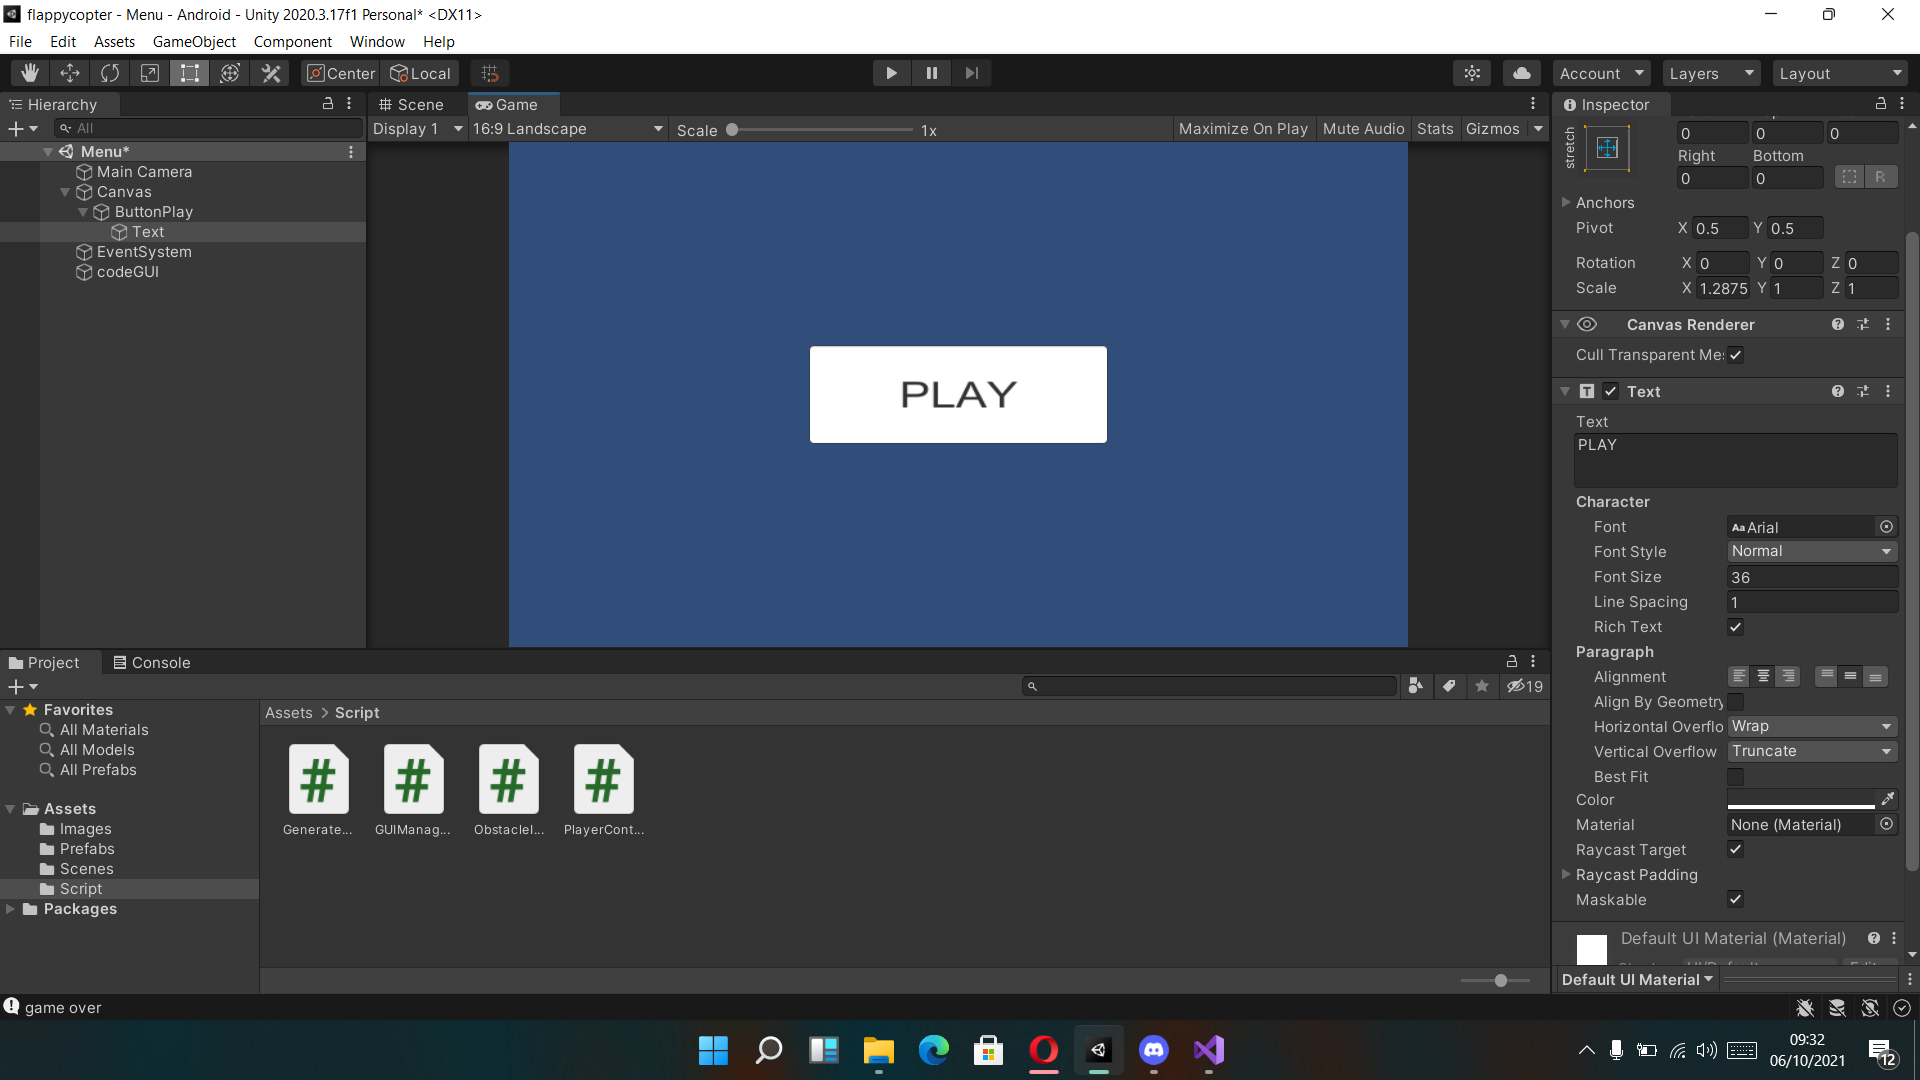 flappycopter - Menu - Android - Unity 2020.3.17f1 Personal* <DX11>
File Edit Assets GameObject Component Window Help
Center Local
Account Layers Layout
Hierarchy
All
Menu*
Main Camera
Canvas
ButtonPlay
Text
EventSystem
codeGUI
Scene Game
Display 1 16:9 Landscape Scale 1x Maximize On Play Mute Audio Stats Gizmos
PLAY
Inspector
stretch
0 0 0
Right Bottom
0 0 R
Anchors
Pivot X 0.5 Y 0.5
Rotation X 0 Y 0 Z 0
Scale X 1.2875 Y 1 Z 1
Canvas Renderer
Cull Transparent Me
Text
Text
PLAY
Character
Font Aa Arial
Font Style Normal
Font Size 36
Line Spacing 1
Rich Text
Paragraph
Alignment
Align By Geometry
Horizontal Overflo Wrap
Vertical Overflow Truncate
Best Fit
Color
Material None (Material)
Raycast Target
Raycast Padding
Maskable
Default UI Material (Material)
Default UI Material
Project Console
19
Favorites
All Materials
All Models
All Prefabs
Assets
Images
Prefabs
Scenes
Script
Packages
Assets > Script
Generate... GUIManag... ObstacleI... PlayerCont...
game over
09:32
06/10/2021
12